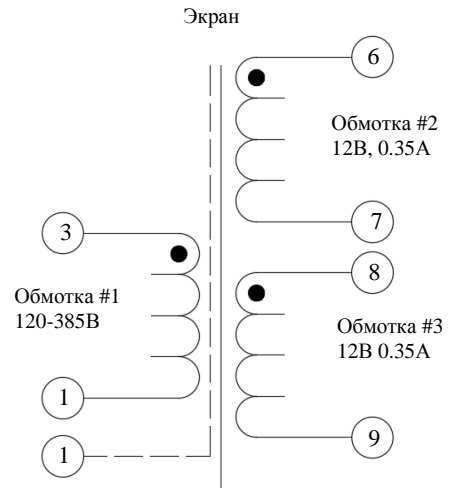 Экран
6
Обмотка #2
12В, 0.35А
7
3
8
Обмотка #1
120-385В
Обмотка #3
12В 0.35А
1
9
1